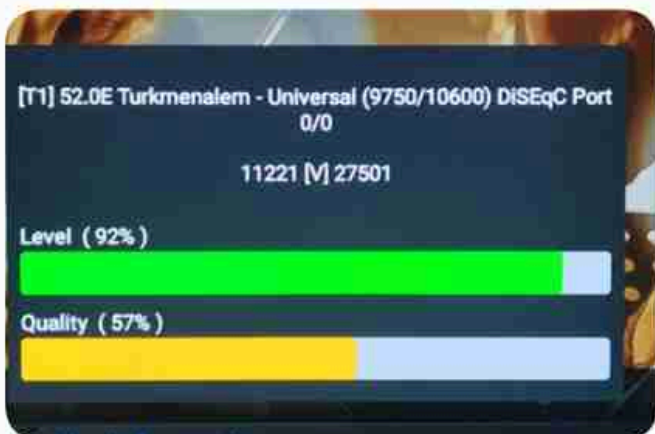 [T1] 52.0E Turkmenalem - Universal (9750/10600) DiSEqC Port
0/0
11221 [V] 27501
Level ( 92% )
Quality ( 57% )